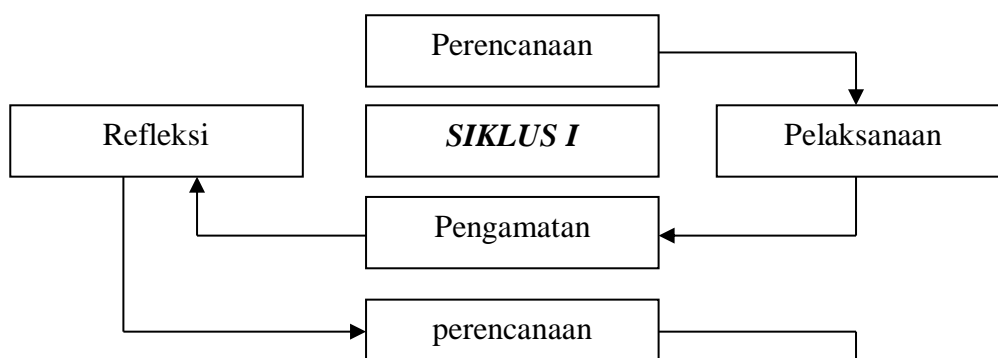 Perencanaan
Refleksi
SIKLUS I
Pelaksanaan
Pengamatan
perencanaan